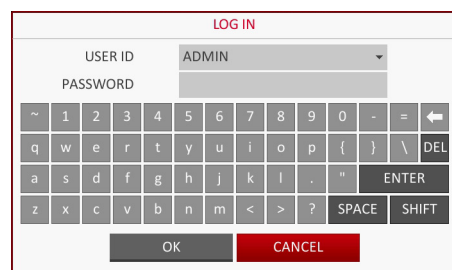 LOG IN
USER ID ADMIN
PASSWORD
~ 1 2 3 4 5 6 7 8 9 0 - = ←
q w e r t y u i o p { } \ DEL
a s d f g h j k l . " ENTER
z x c v b n m < > ? SPACE SHIFT
OK CANCEL